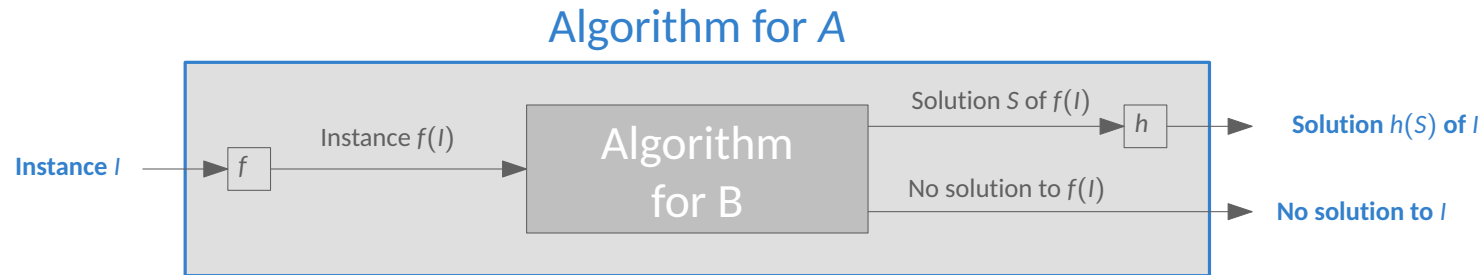 Algorithm for A
Instance I
f
Instance f(I)
Algorithm
for B
Solution S of f(I)
h
Solution h(S) of I
No solution to f(I)
No solution to I